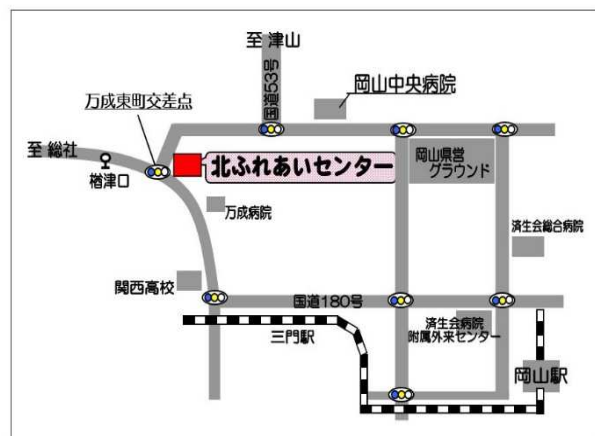 至 津山
国道53号
岡山中央病院
万成東町交差点
至 総社
楢津口
北ふれあいセンター
岡山県営
グラウンド
万成病院
済生会総合病院
関西高校
国道180号
三門駅
済生会病院
附属外来センター
岡山駅